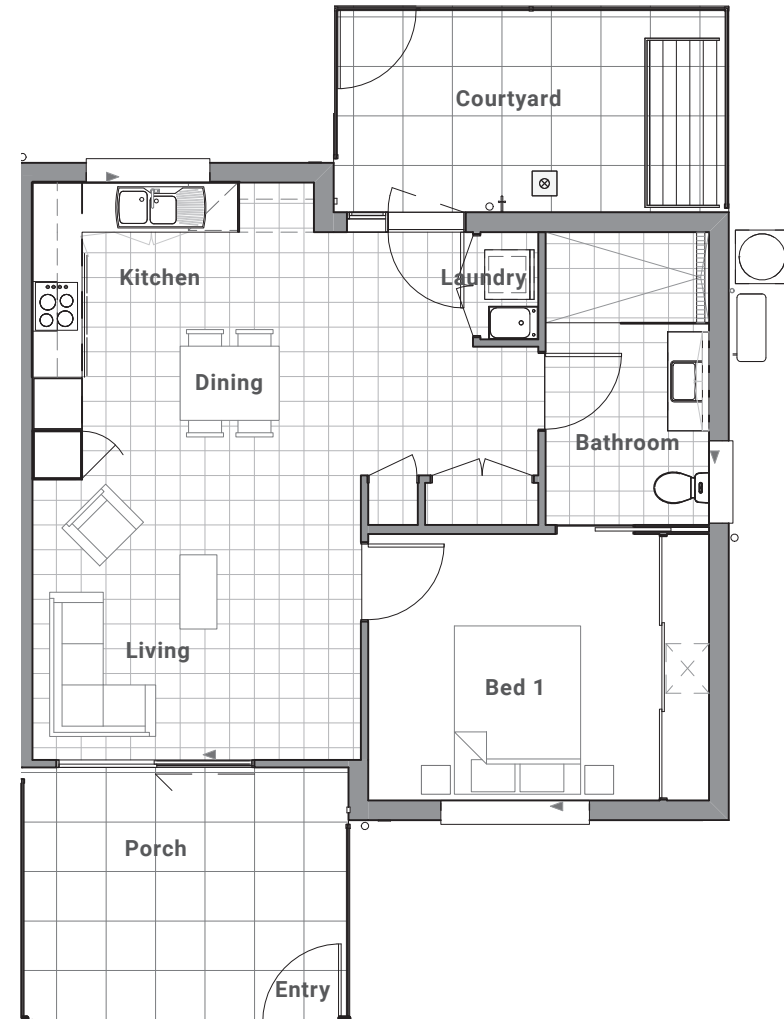 Courtyard
Kitchen
Laundry
Dining
Bathroom
Living
Bed 1
Porch
Entry